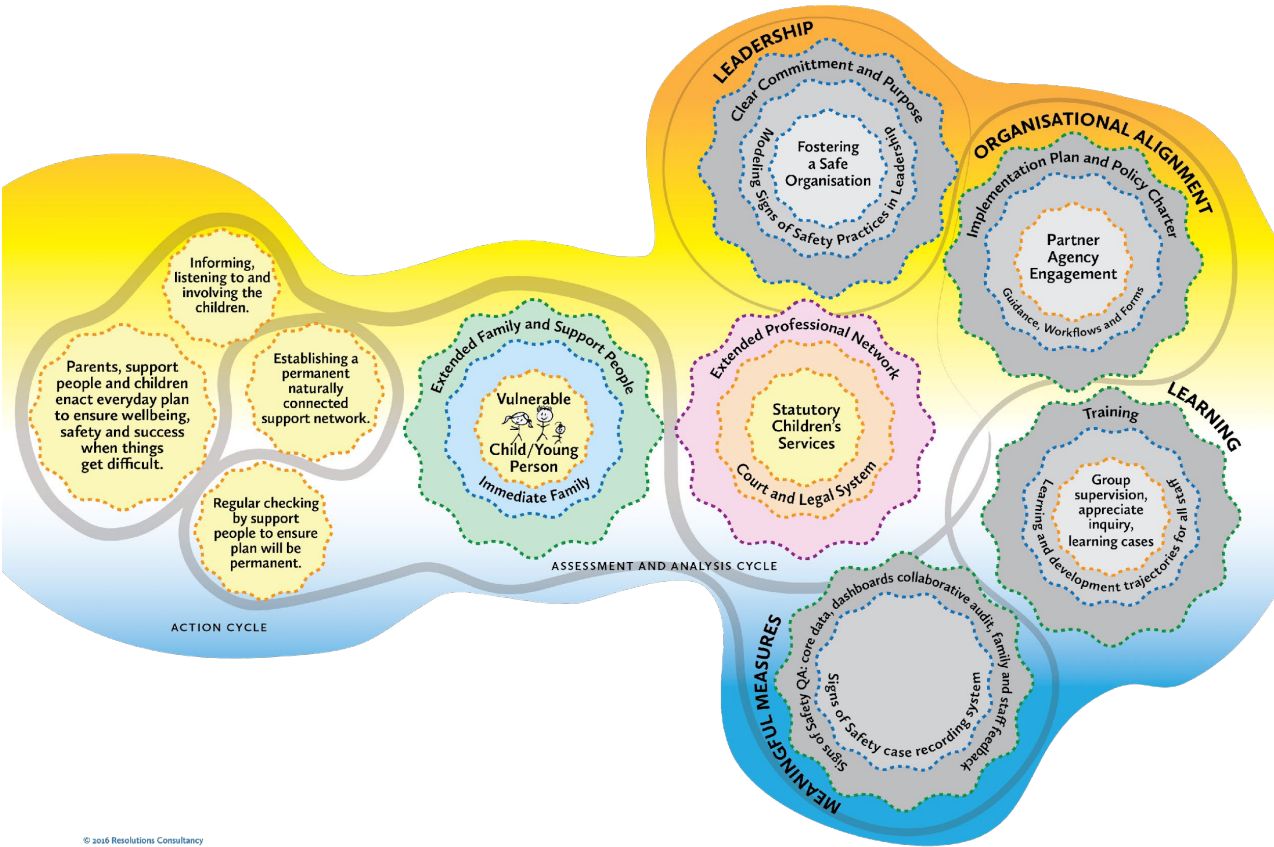 LEADERSHIP
Clear Committment and Purpose
Modeling Signs of Safety Practices in Leadership
Fostering
a Safe
Organisation
ORGANISATIONAL ALIGNMENT
Implementation Plan and Policy Charter
Partner
Agency
Engagement
Guidance, Workflows and Forms
Informing,
listening to and
involving the
children.
Parents, support
people and children
enact everyday plan
to ensure wellbeing,
safety and success
when things
get difficult.
Establishing a
permanent
naturally
connected
support network.
Regular checking
by support
people to ensure
plan will be
permanent.
ACTION CYCLE
Extended Family and Support People
Vulnerable
Child/Young
Person
Immediate Family
Extended Professional Network
Statutory
Children's
Services
Court and Legal System
ASSESSMENT AND ANALYSIS CYCLE
LEARNING
Training
Group
supervision,
appreciate
inquiry,
learning cases
Learning and development trajectories for all staff
MEANINGFUL MEASURES
Signs of Safety QA: core data, dashboards collaborative audit, family and staff feedback
Signs of Safety case recording system
© 2016 Resolutions Consultancy